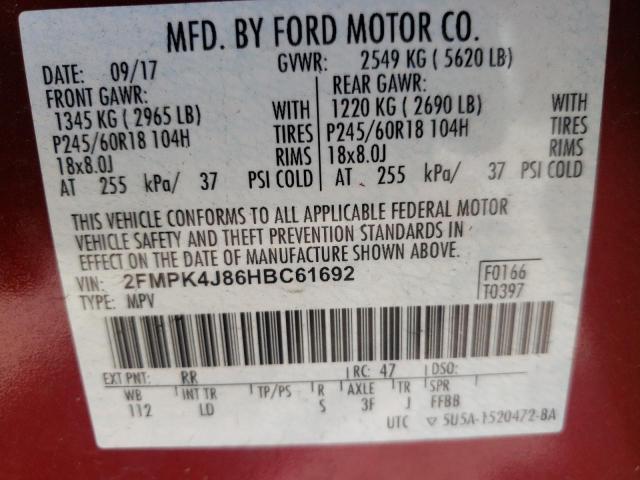 MFD. BY FORD MOTOR CO.
DATE: 09/17 GVWR: 2549 KG ( 5620 LB)
FRONT GAWR: REAR GAWR:
1345 KG ( 2965 LB) WITH 1220 KG ( 2690 LB) WITH
P245/60R18 104H TIRES P245/60R18 104H TIRES
18x8.0J RIMS 18x8.0J RIMS
AT 255 kPa/ 37 PSI COLD AT 255 kPa/ 37 PSI COLD
THIS VEHICLE CONFORMS TO ALL APPLICABLE FEDERAL MOTOR
VEHICLE SAFETY AND THEFT PREVENTION STANDARDS IN
EFFECT ON THE DATE OF MANUFACTURE SHOWN ABOVE.
VIN: 2FMPK4J86HBC61692 F0166
TYPE: MPV T0397
EXT PNT: RR RC: 47 DSO:
WB INT TR TP/PS R AXLE TR SPR
112 LD S 3F J FFBB
UTC ▽ 5U5A-1520472-BA